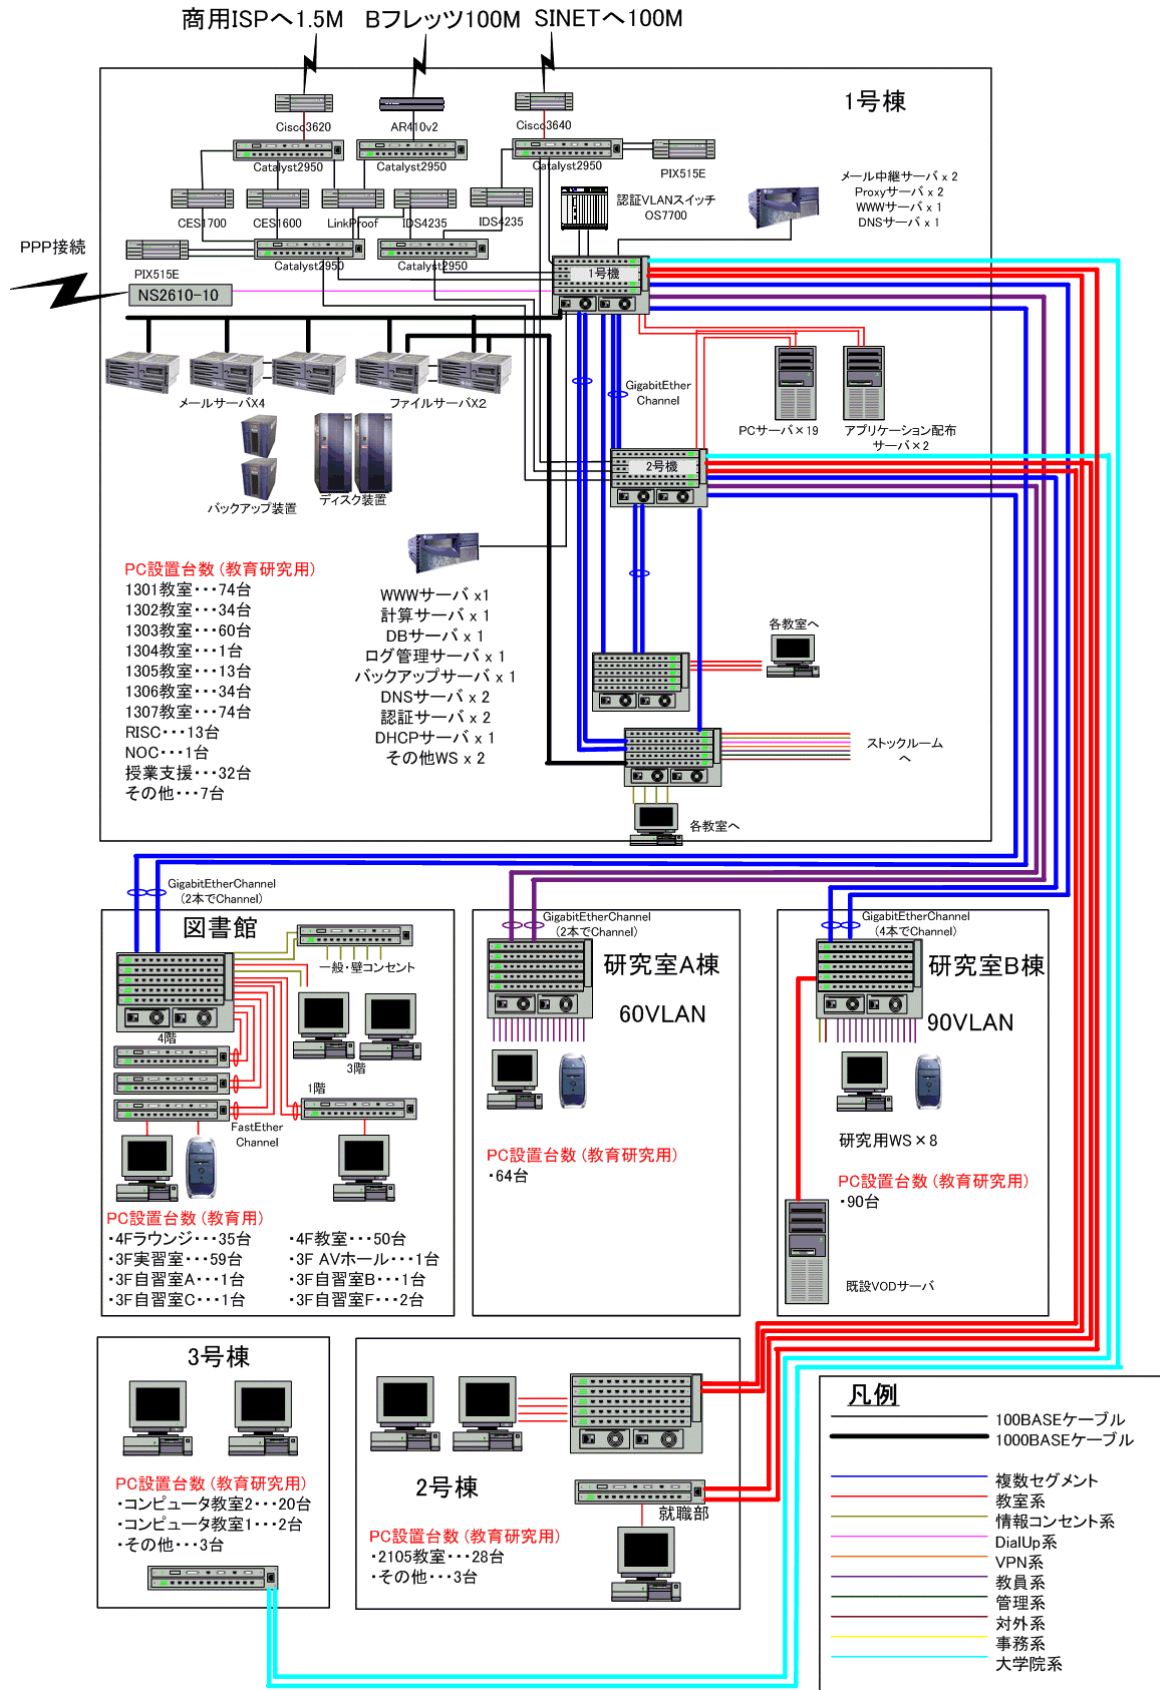 商用ISPへ1.5M
Bフレッツ100M
SINETへ100M
1号棟
Cisco3620
AR410v2
Cisco3640
Catalyst2950
Catalyst2950
Catalyst2950
PIX515E
CES1700
CES1600
LinkProof
IDS4235
IDS4235
認証VLANスイッチ
OS7700
メール中継サーバ x 2
Proxyサーバ x 2
WWWサーバ x 1
DNSサーバ x 1
PPP接続
PIX515E
Catalyst2950
Catalyst2950
NS2610-10
1号機
メールサーバX4
ファイルサーバX2
GigabitEther
Channel
PCサーバ×19
アプリケーション配布
サーバ×2
2号機
バックアップ装置
ディスク装置
PC設置台数 (教育研究用)
1301教室･･･74台
1302教室･･･34台
1303教室･･･60台
1304教室･･･1台
1305教室･･･13台
1306教室･･･34台
1307教室･･･74台
RISC･･･13台
NOC･･･1台
授業支援･･･32台
その他･･･7台
WWWサーバ x1
計算サーバ x 1
DBサーバ x 1
ログ管理サーバ x 1
バックアップサーバ x 1
DNSサーバ x 2
認証サーバ x 2
DHCPサーバ x 1
その他WS x 2
各教室へ
ストックルーム
へ
各教室へ
GigabitEtherChannel
(2本でChannel)
図書館
一般・壁コンセント
4階
3階
1階
FastEther
Channel
PC設置台数 (教育用)
・4Fラウンジ･･･35台
・3F実習室･･･59台
・3F自習室A･･･1台
・3F自習室C･･･1台
・4F教室･･･50台
・3F AVホール･･･1台
・3F自習室B･･･1台
・3F自習室F･･･2台
GigabitEtherChannel
(2本でChannel)
研究室A棟
60VLAN
PC設置台数 (教育研究用)
・64台
GigabitEtherChannel
(4本でChannel)
研究室B棟
90VLAN
研究用WS×8
PC設置台数 (教育研究用)
・90台
既設VODサーバ
3号棟
PC設置台数 (教育研究用)
・コンピュータ教室2･･･20台
・コンピュータ教室1･･･2台
・その他･･･3台
2号棟
就職部
PC設置台数 (教育研究用)
・2105教室･･･28台
・その他･･･3台
凡例
100BASEケーブル
1000BASEケーブル
複数セグメント
教室系
情報コンセント系
DialUp系
VPN系
教員系
管理系
対外系
事務系
大学院系